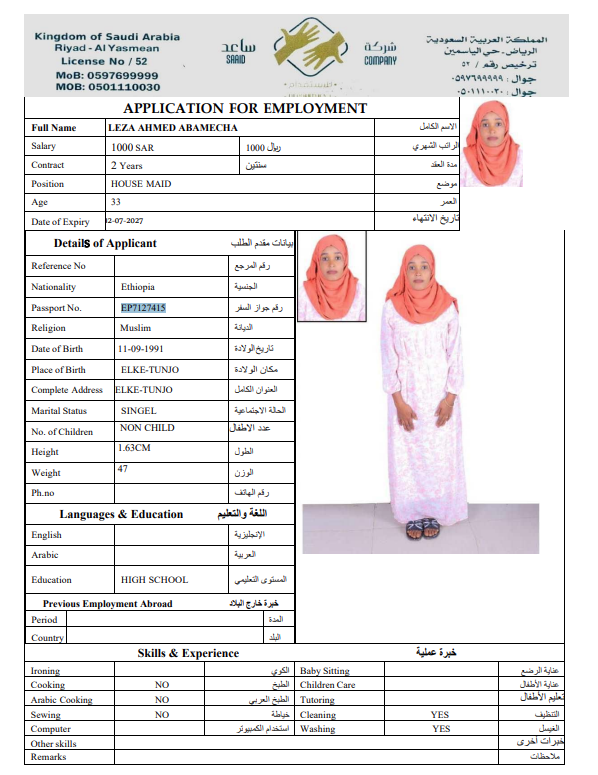 Kingdom of Saudi Arabia
Riyad - Al Yasmean
License No / 52
MoB: 0597699999
MOB: 0501110030
ساعد
SAAID
شركة
COMPANY
المملكة العربية السعودية
الرياض - حي الياسمين
ترخيص رقم / ٥٢
جوال : ٠٥٩٧٦٩٩٩٩٩
جوال : ٠٥٠١١١٠٠٣٠
APPLICATION FOR EMPLOYMENT
Full Name LEZA AHMED ABAMECHA الاسم الكامل
Salary 1000 SAR 1000 ريال الراتب الشهري
Contract 2 Years سنتين مدة العقد
Position HOUSE MAID موضع
Age 33 العمر
Date of Expiry 12-07-2027 تاريخ الانتهاء
Details of Applicant بيانات مقدم الطلب
Reference No رقم المرجع
Nationality Ethiopia الجنسية
Passport No. EP7127415 رقم جواز السفر
Religion Muslim الديانة
Date of Birth 11-09-1991 تاريخ الولادة
Place of Birth ELKE-TUNJO مكان الولادة
Complete Address ELKE-TUNJO العنوان الكامل
Marital Status SINGEL الحالة الاجتماعية
No. of Children NON CHILD عدد الاطفال
Height 1.63CM الطول
Weight 47 الوزن
Ph.no رقم الهاتف
Languages & Education اللغة والتعليم
English الإنجليزية
Arabic العربية
Education HIGH SCHOOL المستوى التعليمي
Previous Employment Abroad خبرة خارج البلاد
Period المدة
Country البلد
Skills & Experience خبرة عملية
Ironing الكوي Baby Sitting عناية الرضع
Cooking NO الطبخ Children Care عناية الأطفال
Arabic Cooking NO الطبخ العربي Tutoring تعليم الأطفال
Sewing NO خياطة Cleaning YES التنظيف
Computer استخدام الكمبيوتر Washing YES الغسيل
Other skills خبرات أخرى
Remarks ملاحظات